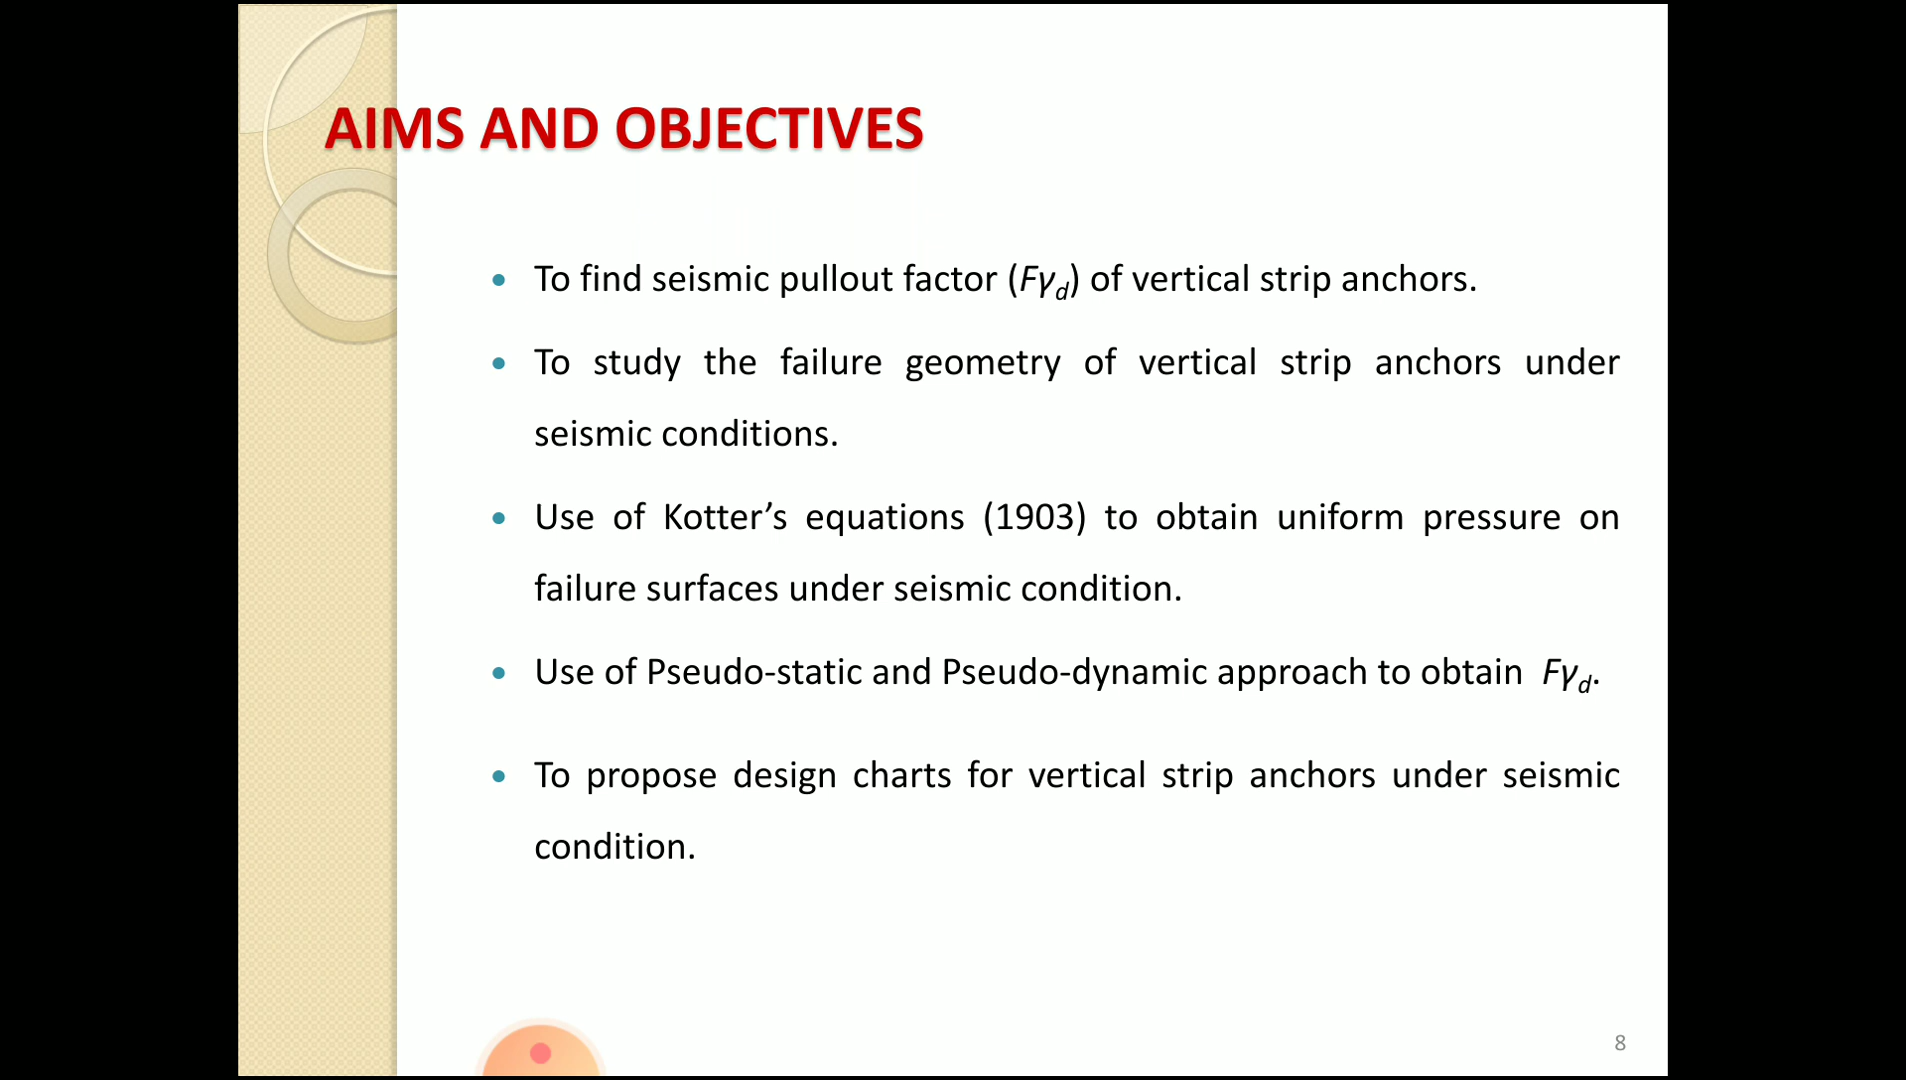 AIMS AND OBJECTIVES
• To find seismic pullout factor (Fγd) of vertical strip anchors.
• To study the failure geometry of vertical strip anchors under
seismic conditions.
• Use of Kotter’s equations (1903) to obtain uniform pressure on
failure surfaces under seismic condition.
• Use of Pseudo-static and Pseudo-dynamic approach to obtain Fγd.
• To propose design charts for vertical strip anchors under seismic
condition.
8